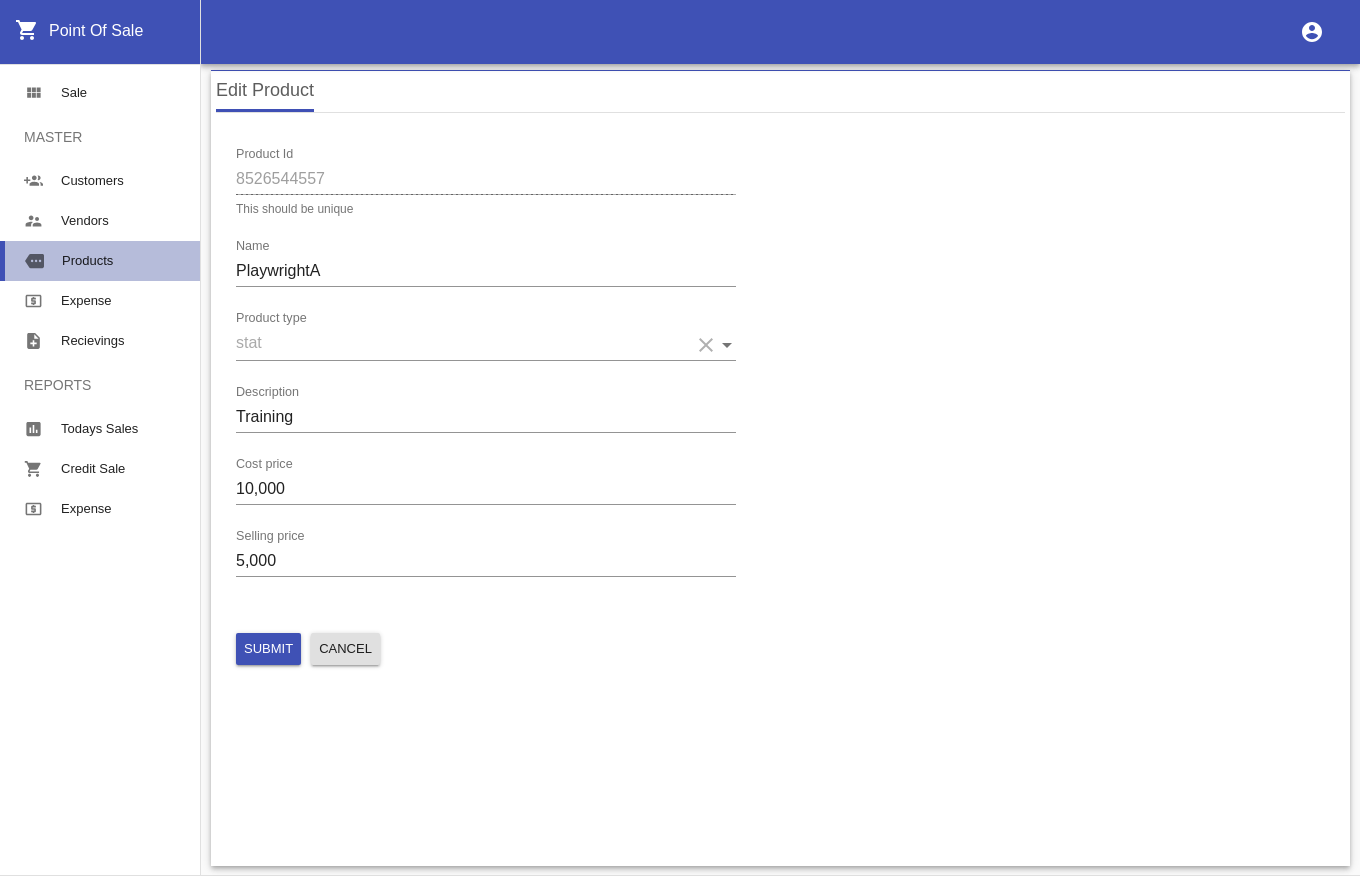 Point Of Sale
Sale
MASTER
Customers
Vendors
Products
Expense
Recievings
REPORTS
Todays Sales
Credit Sale
Expense
Edit Product
Product Id
8526544557
This should be unique
Name
PlaywrightA
Product type
stat
Description
Training
Cost price
10,000
Selling price
5,000
SUBMIT CANCEL